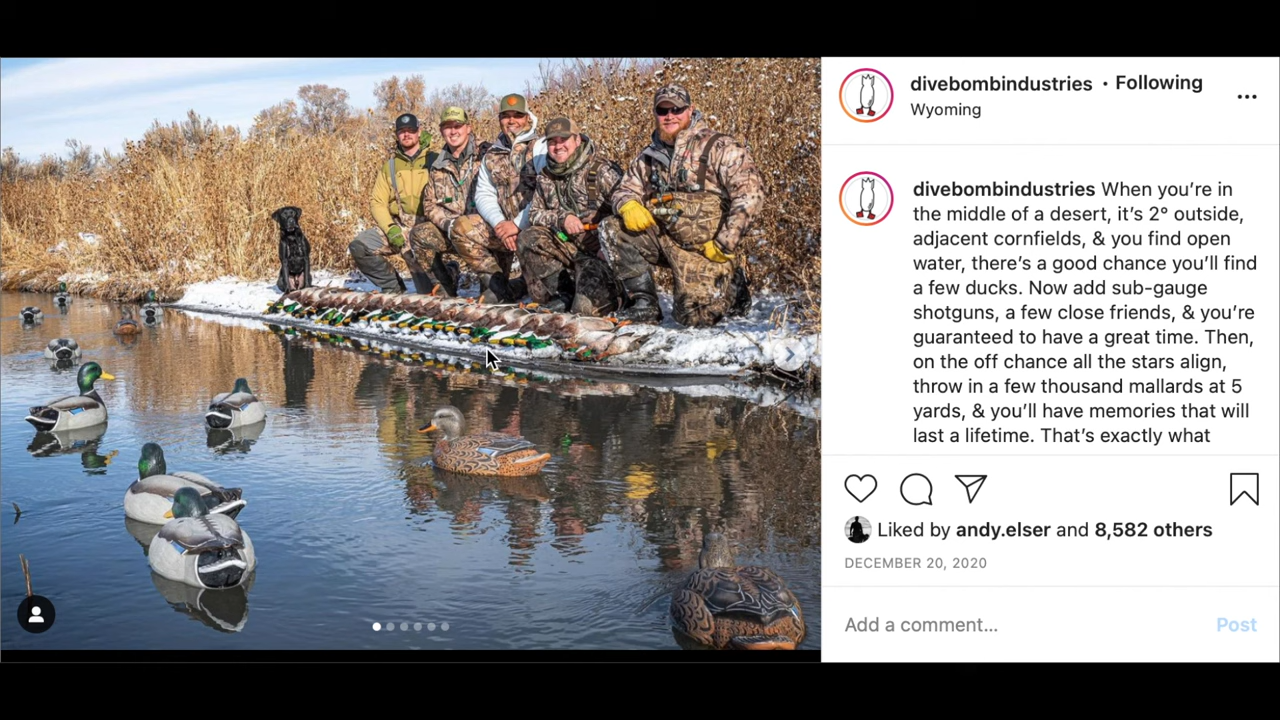 divebombindustries • Following
Wyoming
...
divebombindustries When you're in
the middle of a desert, it's 2° outside,
adjacent cornfields, & you find open
water, there's a good chance you'll find
a few ducks. Now add sub-gauge
shotguns, a few close friends, & you're
guaranteed to have a great time. Then,
on the off chance all the stars align,
throw in a few thousand mallards at 5
yards, & you'll have memories that will
last a lifetime. That's exactly what
Liked by andy.elser and 8,582 others
DECEMBER 20, 2020
Add a comment...
Post